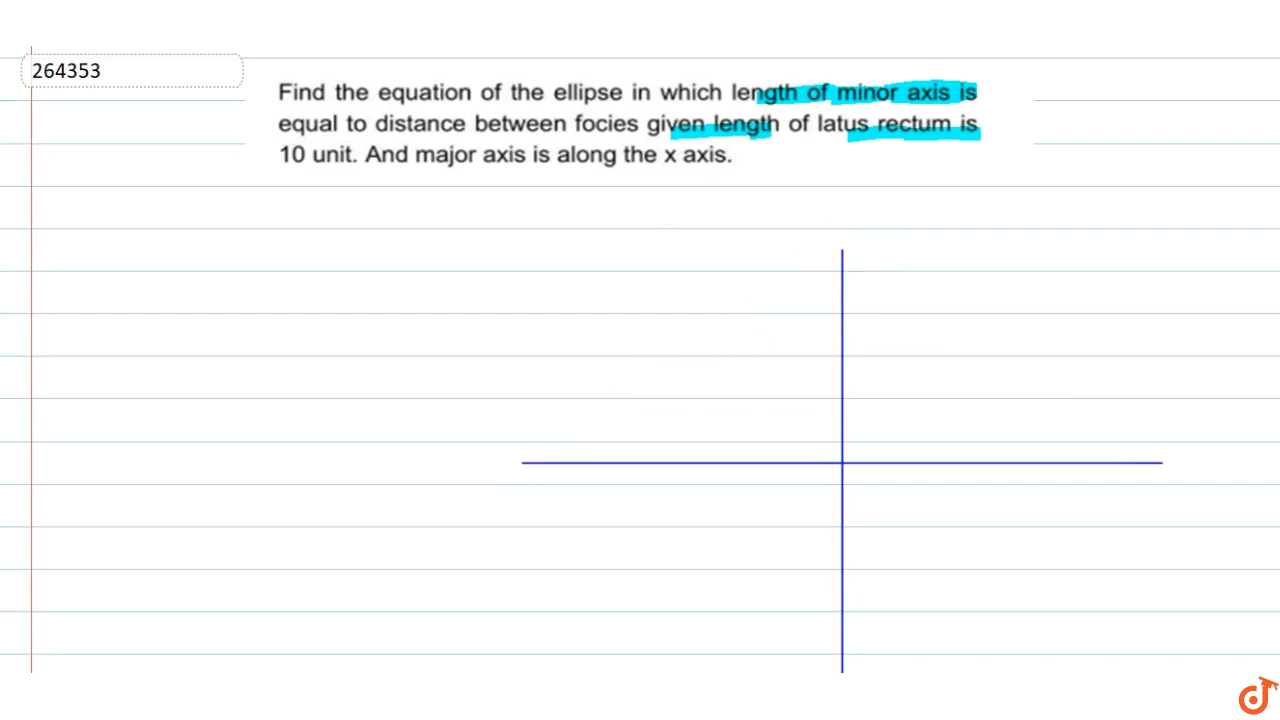 264353
Find the equation of the ellipse in which length of minor axis is
equal to distance between focies given length of latus rectum is
10 unit. And major axis is along the x axis.